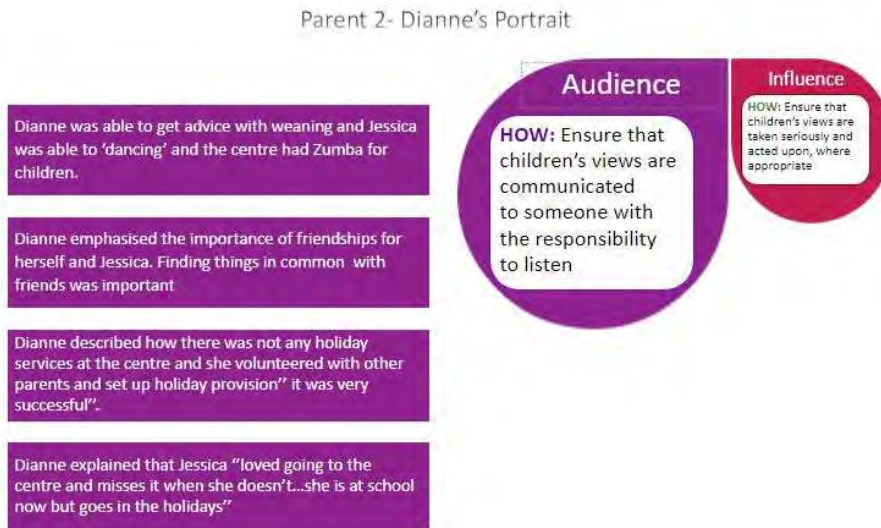 Parent 2- Dianne's Portrait
Dianne was able to get advice with weaning and Jessica
was able to 'dancing' and the centre had Zumba for
children.
Dianne emphasised the importance of friendships for
herself and Jessica. Finding things in common  with
friends was important
Dianne described how there was not any holiday
services at the centre and she volunteered with other
parents and set up holiday provision" it was very
successful".
Dianne explained that Jessica "loved going to the
centre and misses it when she doesn't...she is at school
now but goes in the holidays"
Audience
HOW: Ensure that
children's views are
communicated
to someone with
the responsibility
to listen
Influence
HOW: Ensure that
children's views are
taken seriously and
acted upon, where
appropriate